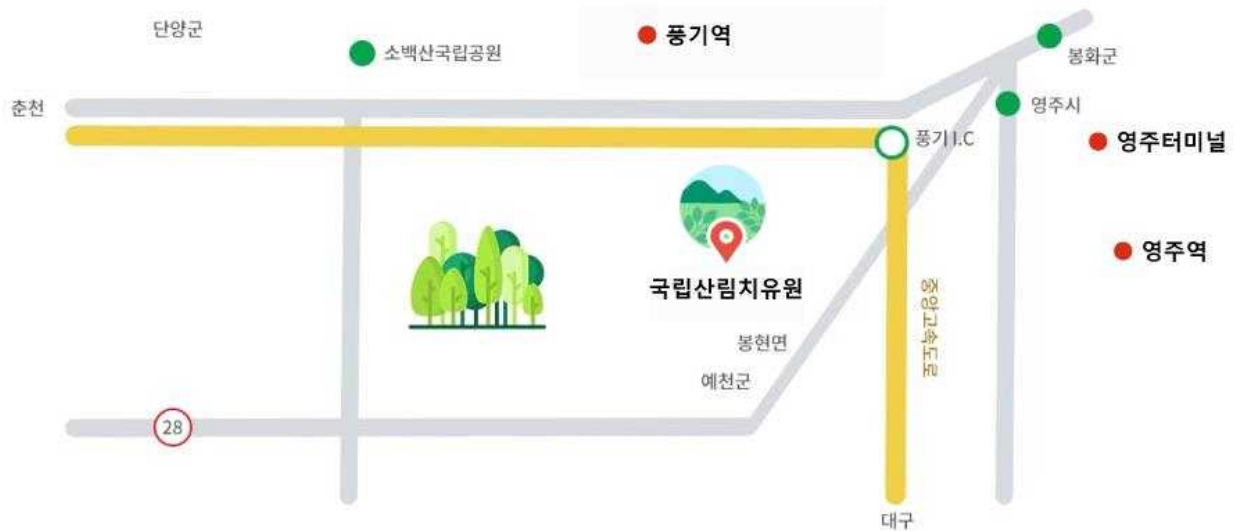 단양군
소백산국립공원
풍기역
봉화군
춘천
영주시
풍기 I.C
영주터미널
영주역
국립산림치유원
중앙고속도로
봉현면
예천군
28
대구